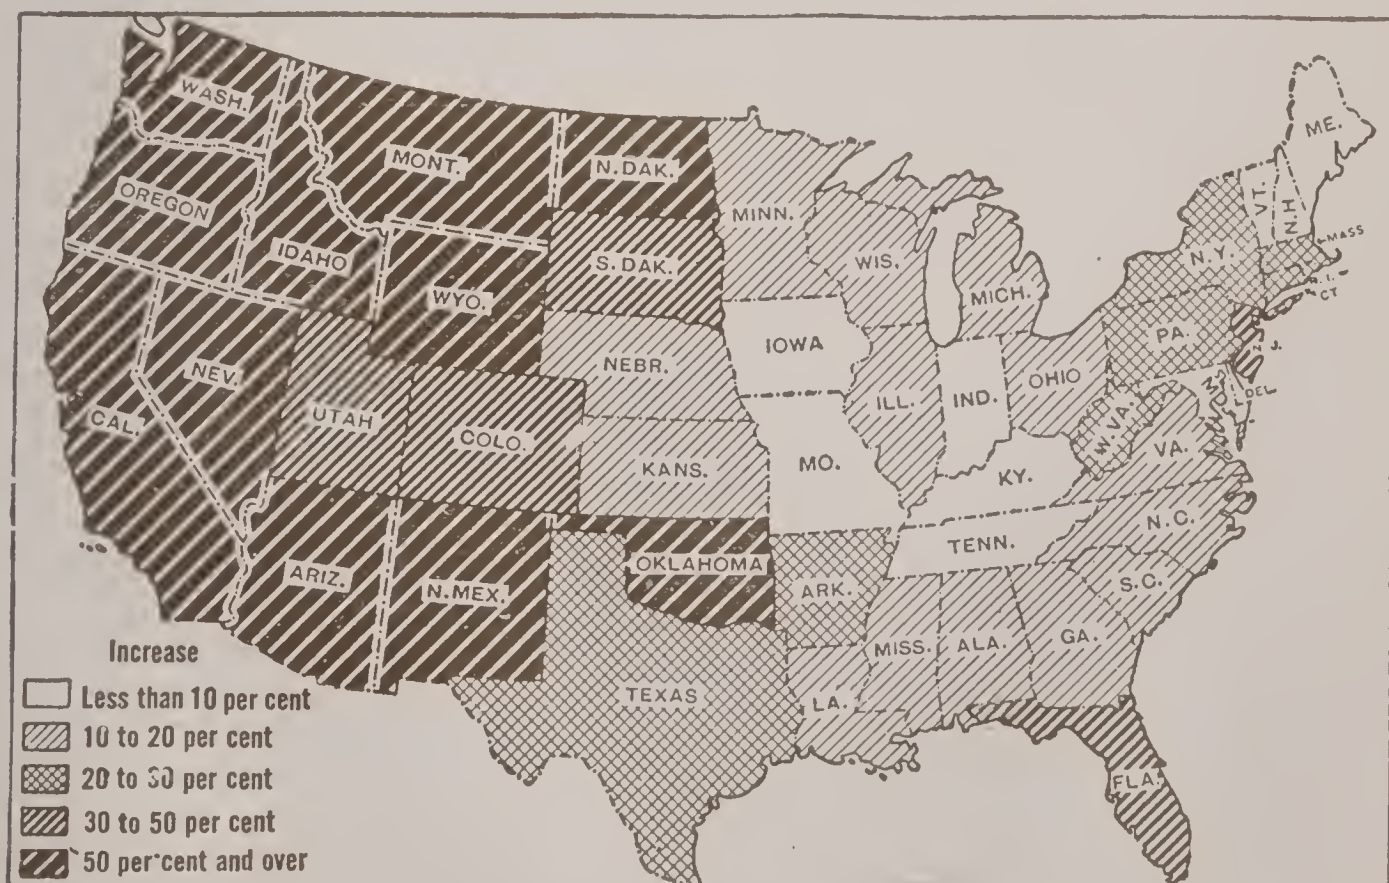 WASH.
MONT.
N.DAK.
MINN.
ME.
VT.
N.H
OREGON
IDAHO
S.DAK.
WIS.
MICH.
N.Y.
MASS
R.I.
CT
WYO.
NEV.
NEBR.
IOWA
ILL.
IND.
OHIO
PA.
N.J.
CAL.
UTAH
COLO.
KANS.
MO.
KY.
W.VA.
MD.
DEL.
VA.
N.C.
TENN.
S.C.
ARIZ.
N.MEX.
OKLAHOMA
ARK.
MISS.
ALA.
GA.
TEXAS
LA.
FLA.
Increase
Less than 10 per cent
10 to 20 per cent
20 to 30 per cent
30 to 50 per cent
50 per cent and over